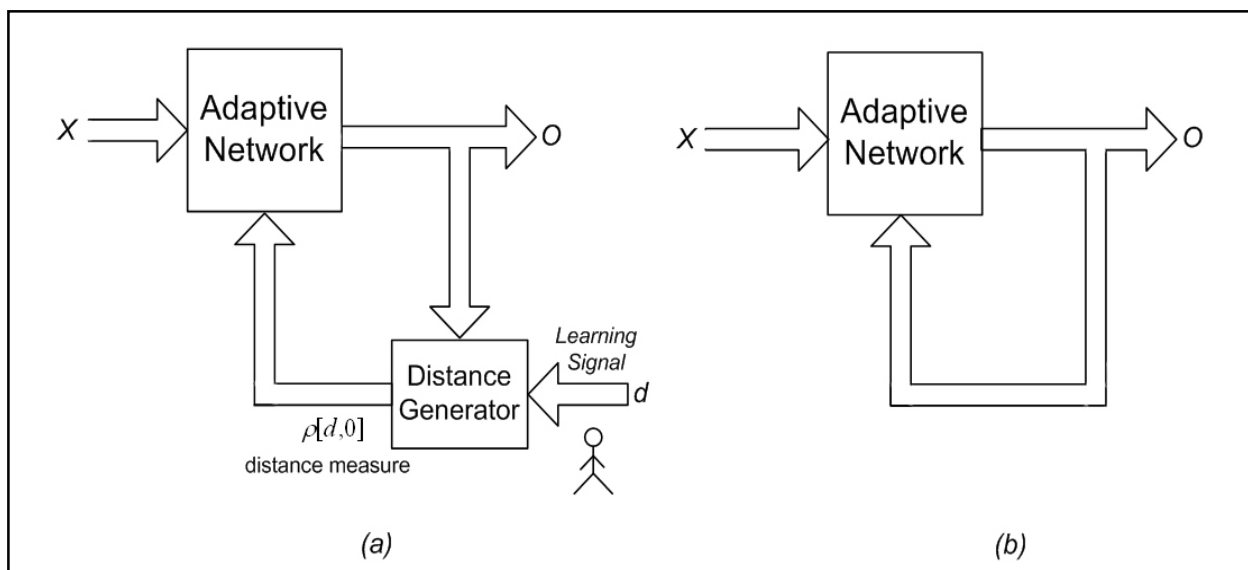 X
Adaptive
Network
O
Learning
Signal
d
Distance
Generator
ρ[d,0]
distance measure
(a)
X
Adaptive
Network
O
(b)